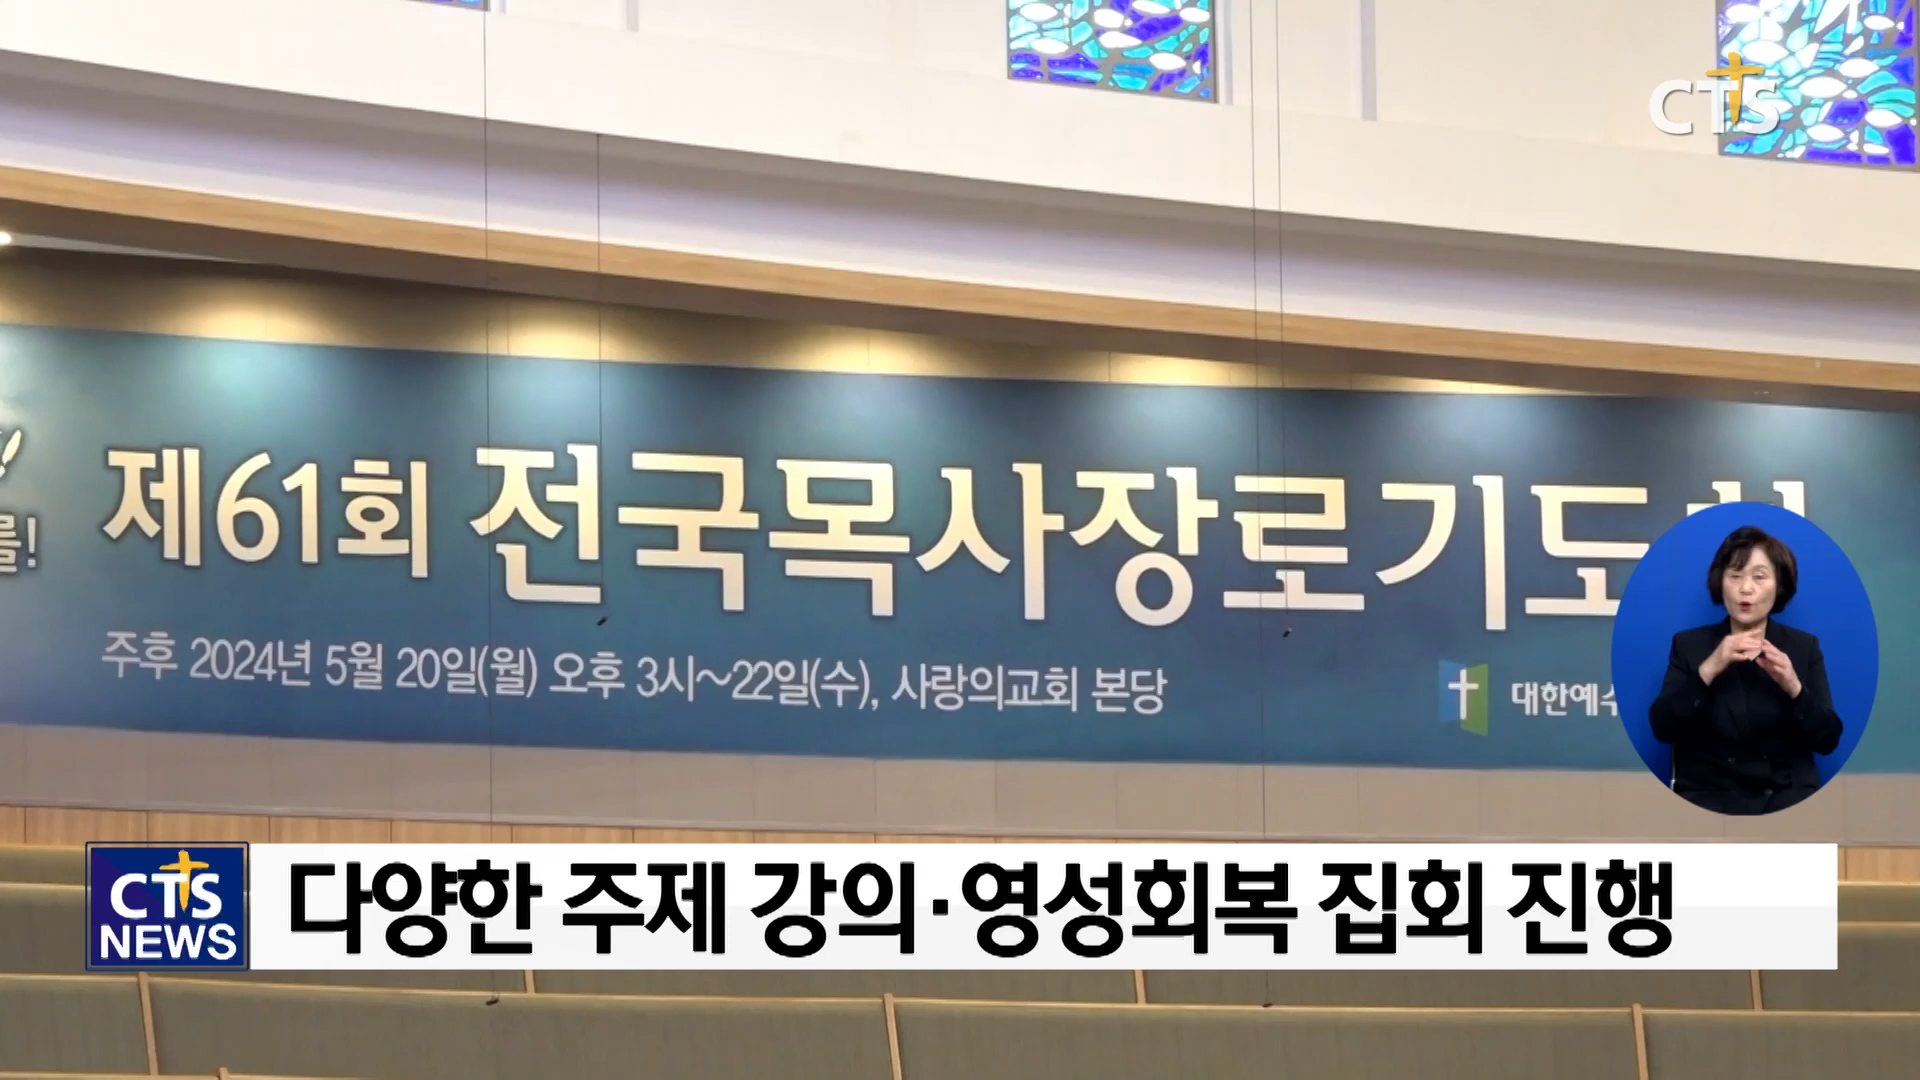 CTS
를!
제61회 전국목사장로기도회
주후 2024년 5월 20일(월) 오후 3시~22일(수), 사랑의교회 본당
대한예수
CTS
NEWS
다양한 주제 강의·영성회복 집회 진행